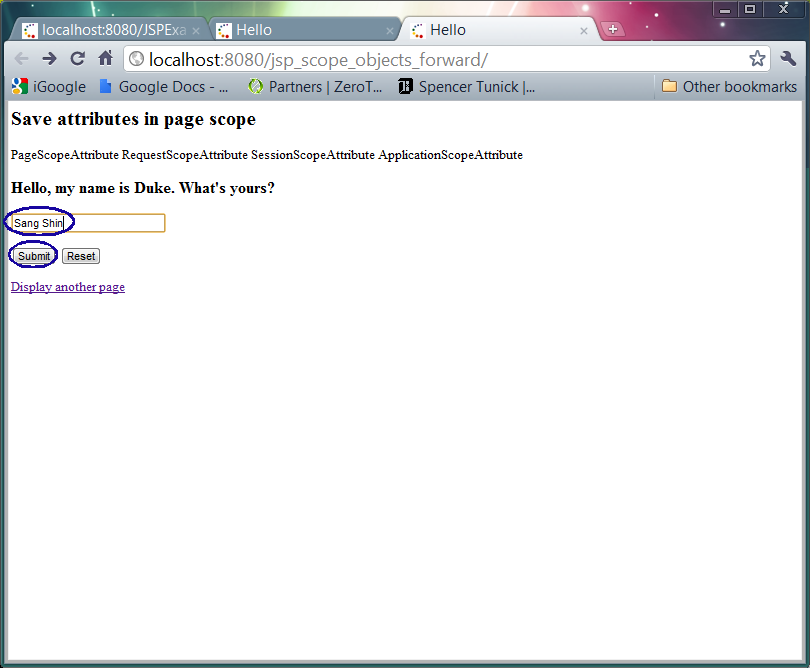 localhost:8080/JSPExa
Hello
Hello
localhost:8080/jsp_scope_objects_forward/
iGoogle
Google Docs - ...
Partners | ZeroT...
Spencer Tunick |...
Other bookmarks
Save attributes in page scope
PageScopeAttribute RequestScopeAttribute SessionScopeAttribute ApplicationScopeAttribute
Hello, my name is Duke. What's yours?
Sang Shin
Submit Reset
Display another page